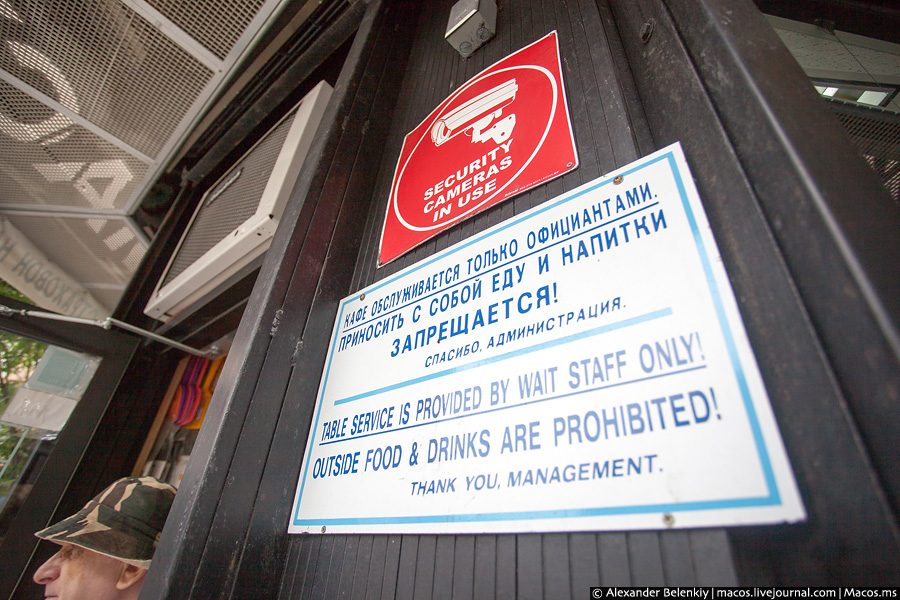 SECURITY
CAMERAS
IN USE
КАФЕ ОБСЛУЖИВАЕТСЯ ТОЛЬКО ОФИЦИАНТАМИ.
ПРИНОСИТЬ С СОБОЙ ЕДУ И НАПИТКИ
ЗАПРЕЩАЕТСЯ!
СПАСИБО, АДМИНИСТРАЦИЯ.
TABLE SERVICE IS PROVIDED BY WAIT STAFF ONLY!
OUTSIDE FOOD & DRINKS ARE PROHIBITED!
THANK YOU, MANAGEMENT.
© Alexander Belenkiy | macos.livejournal.com | Macos.ms